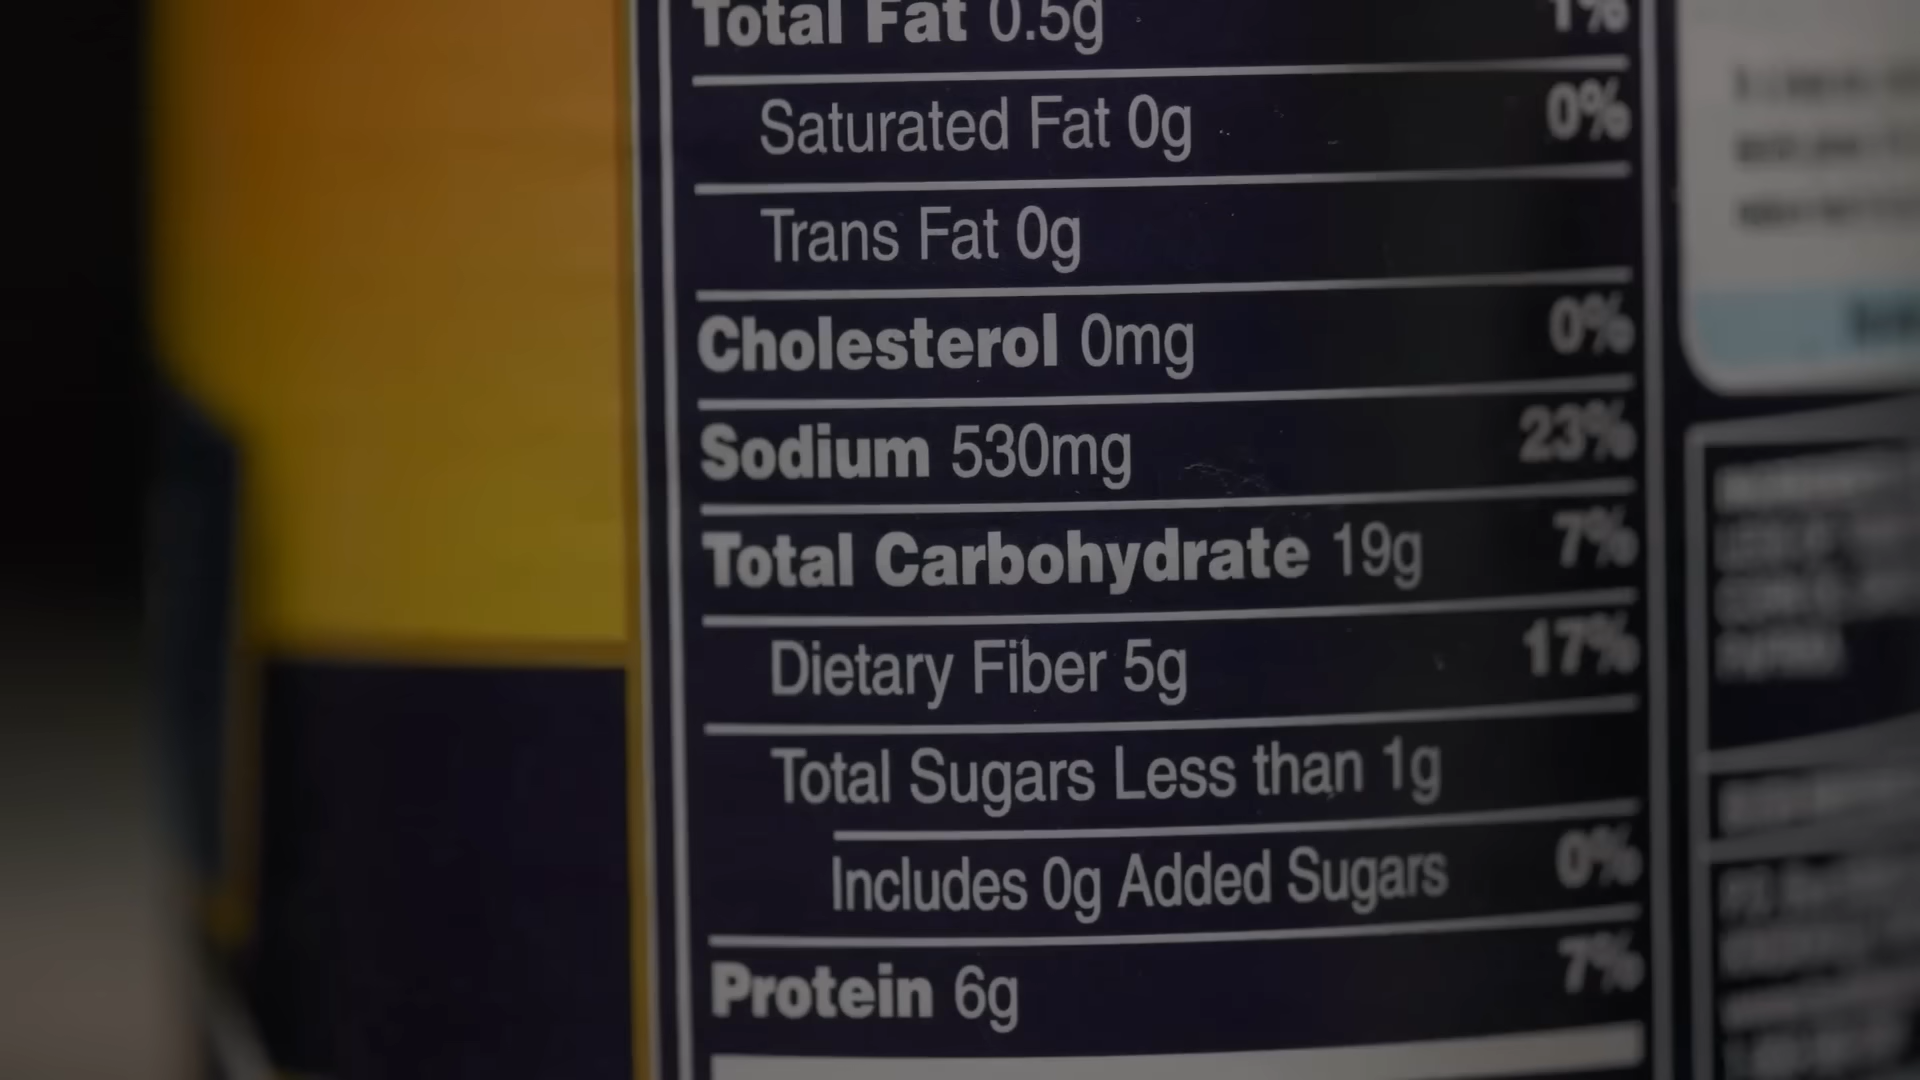 Total Fat 0.5g 1%
Saturated Fat 0g 0%
Trans Fat 0g
Cholesterol 0mg 0%
Sodium 530mg 23%
Total Carbohydrate 19g 7%
Dietary Fiber 5g 17%
Total Sugars Less than 1g
Includes 0g Added Sugars 0%
Protein 6g 7%